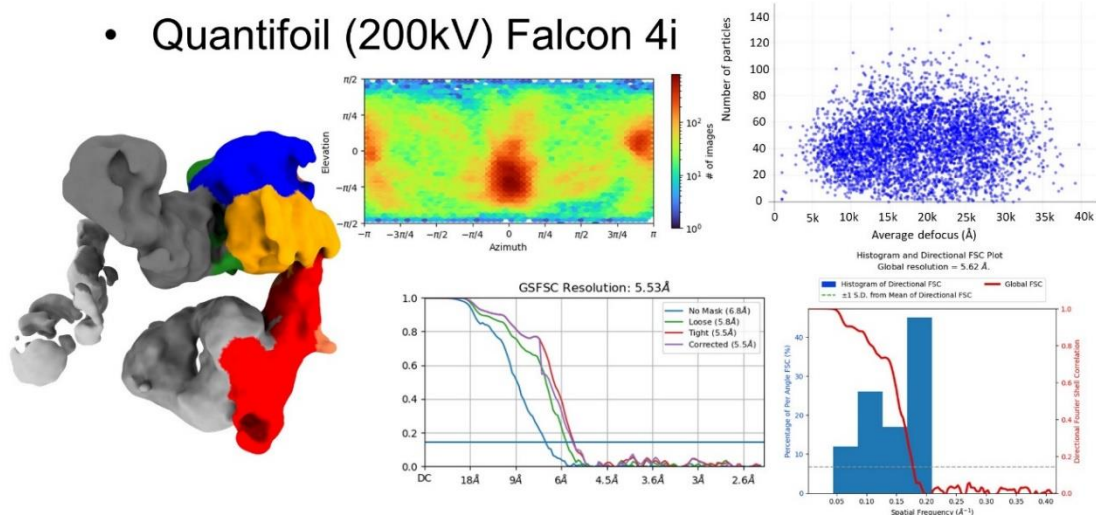 • Quantifoil (200kV) Falcon 4i
π/2
π/4
0
−π/4
−π/2
Elevation
−π
−3π/4
−π/2
−π/4
0
π/4
π/2
3π/4
π
Azimuth
10²
10¹
10⁰
# of images
140
120
100
80
60
40
20
0
Number of particles
0
5k
10k
15k
20k
25k
30k
35k
40k
Average defocus (Å)
GSFSC Resolution: 5.53Å
1.0
0.8
0.6
0.4
0.2
0.0
No Mask (6.8Å)
Loose (5.8Å)
Tight (5.5Å)
Corrected (5.5Å)
DC
18Å
9Å
6Å
4.5Å
3.6Å
3Å
2.6Å
Histogram and Directional FSC Plot
Global resolution = 5.62 Å.
Histogram of Directional FSC
Global FSC
±1 S.D. from Mean of Directional FSC
Percentage of Per Angle FSC (%)
40
30
20
10
0
1.0
0.8
0.6
0.4
0.2
0.0
Directional Fourier Shell Correlation
0.05
0.10
0.15
0.20
0.25
0.30
0.35
0.40
Spatial Frequency (Å⁻¹)